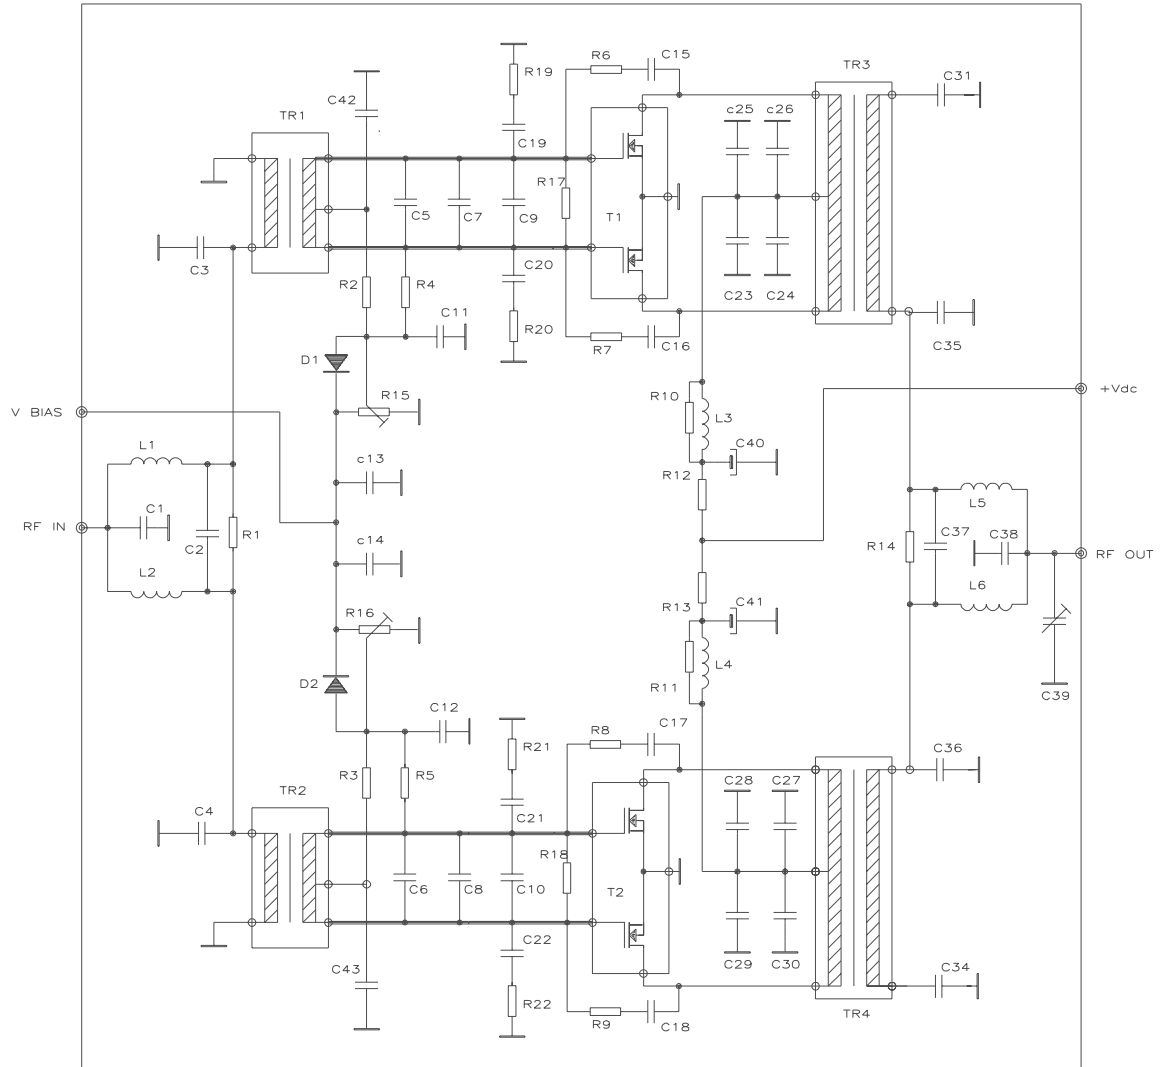 R6
C15
TR3
C31
R19
C42
TR1
c25
c26
C19
R17
C5
C7
C9
T1
C3
C20
R2
R4
C23
C24
C11
R20
R7
C16
C35
D1
+Vdc
R15
R10
V BIAS
L3
L1
C40
c13
R12
L5
C1
RF IN
R1
C37
C38
C2
c14
R14
RF OUT
L2
L6
R16
R13
C41
L4
D2
R11
C39
C12
C17
R8
R21
C36
R3
R5
C28
C27
TR2
C4
C21
R18
C6
C8
C10
T2
C22
C43
C29
C30
C34
R22
R9
C18
TR4